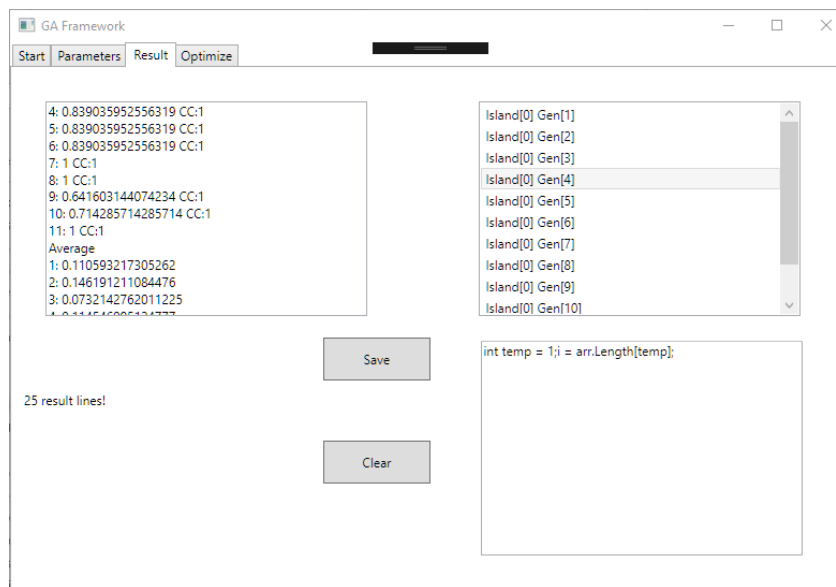 GA Framework
Start Parameters Result Optimize
4: 0.839035952556319 CC:1
5: 0.839035952556319 CC:1
6: 0.839035952556319 CC:1
7: 1 CC:1
8: 1 CC:1
9: 0.641603144074234 CC:1
10: 0.714285714285714 CC:1
11: 1 CC:1
Average
1: 0.110593217305262
2: 0.146191211084476
3: 0.0732142762011225
Island[0] Gen[1]
Island[0] Gen[2]
Island[0] Gen[3]
Island[0] Gen[4]
Island[0] Gen[5]
Island[0] Gen[6]
Island[0] Gen[7]
Island[0] Gen[8]
Island[0] Gen[9]
Island[0] Gen[10]
Save
25 result lines!
Clear
int temp = 1;i = arr.Length[temp];